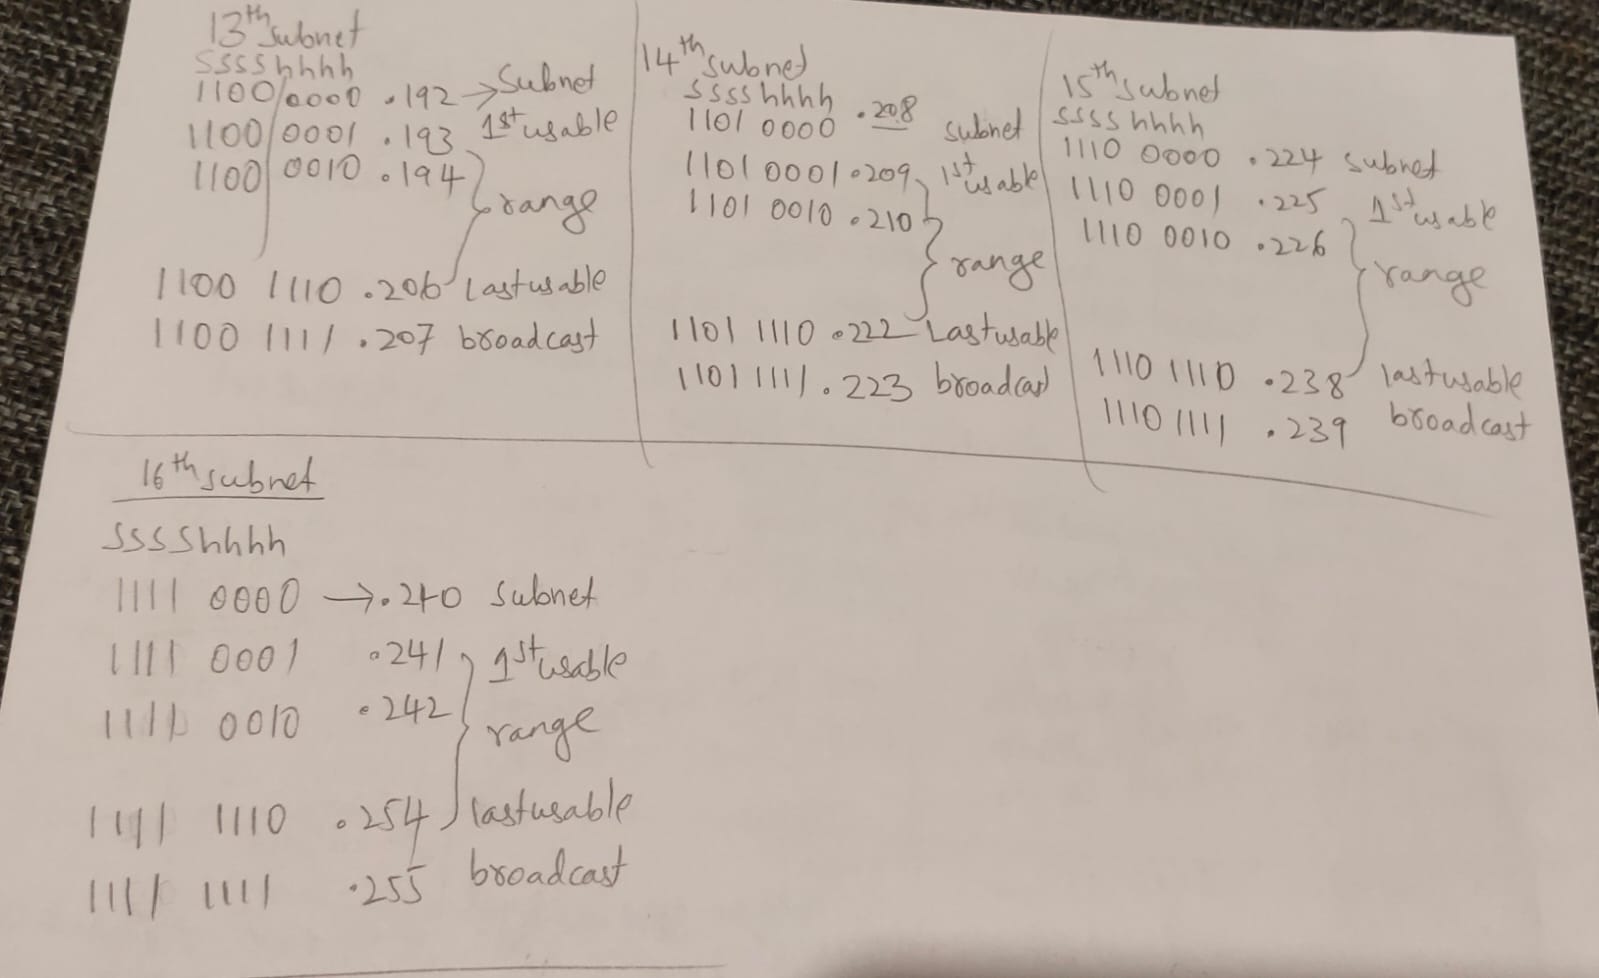 13th subnet
SSSS hhhh
1100 0000 .192 → Subnet
1100 0001 .193 1st usable
1100 0010 .194
range
1100 1110 .206 Last usable
1100 1111 .207 broadcast
14th subnet
SSSS hhhh
1101 0000 .208 subnet
1101 0001 .209 1st usable
1101 0010 .210
range
1101 1110 .222 Last usable
1101 1111 .223 broadcast
15th subnet
SSSS hhhh
1110 0000 .224 subnet
1110 0001 .225 1st usable
1110 0010 .226
range
1110 1110 .238 last usable
1110 1111 .239 broadcast
16th subnet
SSSS hhhh
1111 0000 → .240 subnet
1111 0001 .241 1st usable
1111 0010 .242
range
1111 1110 .254 last usable
1111 1111 .255 broadcast